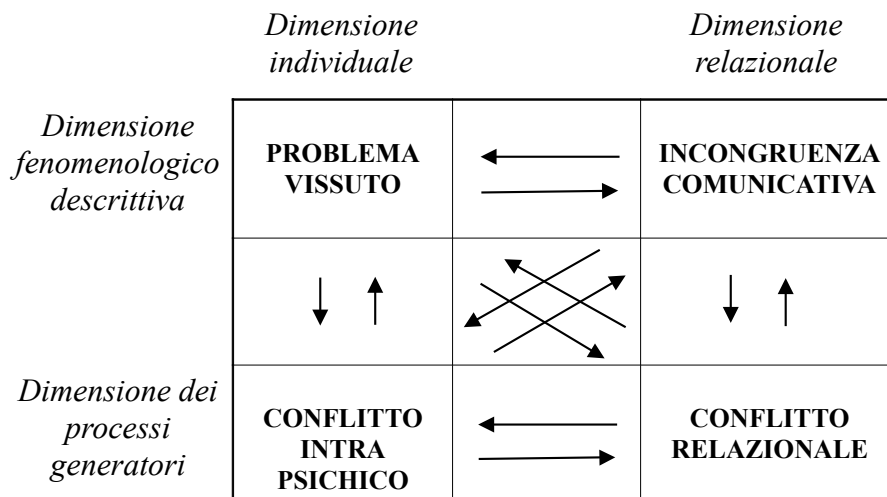 Dimensione
individuale
Dimensione
relazionale
Dimensione
fenomenologico
descrittiva
PROBLEMA
VISSUTO
INCONGRUENZA
COMUNICATIVA
Dimensione dei
processi
generatori
CONFLITTO
INTRA
PSICHICO
CONFLITTO
RELAZIONALE